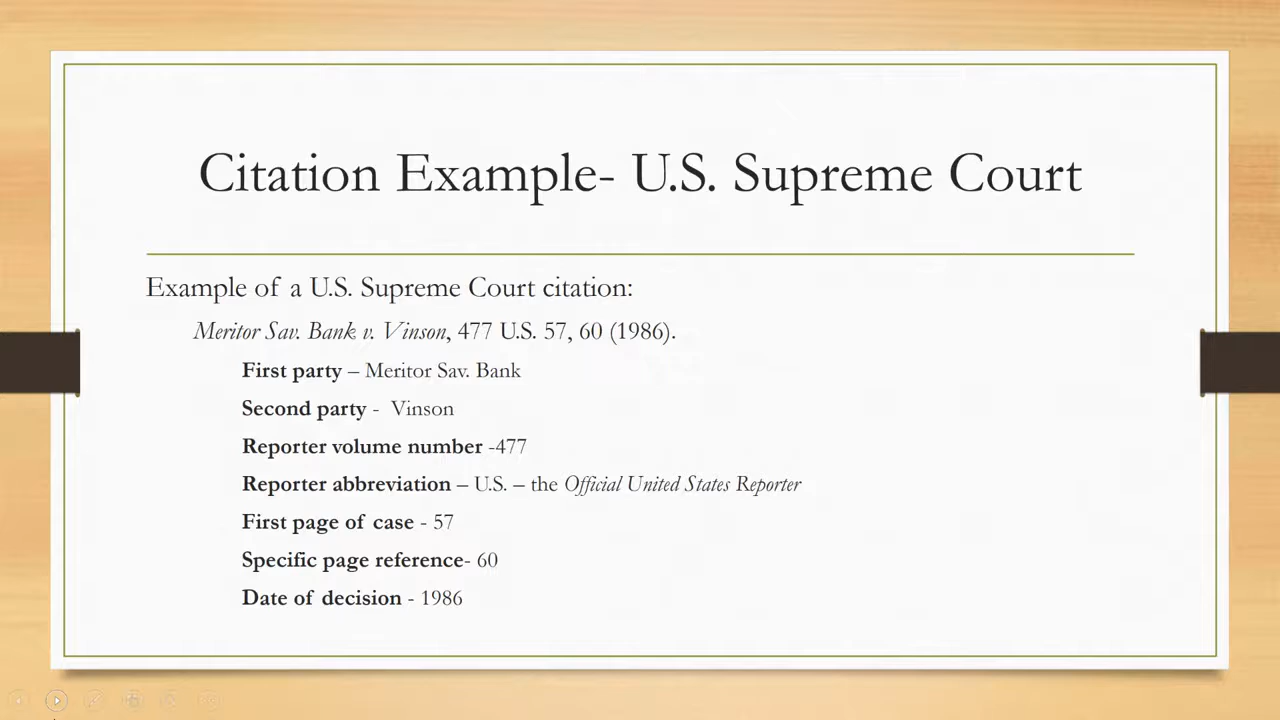 Citation Example- U.S. Supreme Court
Example of a U.S. Supreme Court citation:
Meritor Sav. Bank v. Vinson, 477 U.S. 57, 60 (1986).
First party – Meritor Sav. Bank
Second party - Vinson
Reporter volume number -477
Reporter abbreviation – U.S. – the Official United States Reporter
First page of case - 57
Specific page reference- 60
Date of decision - 1986